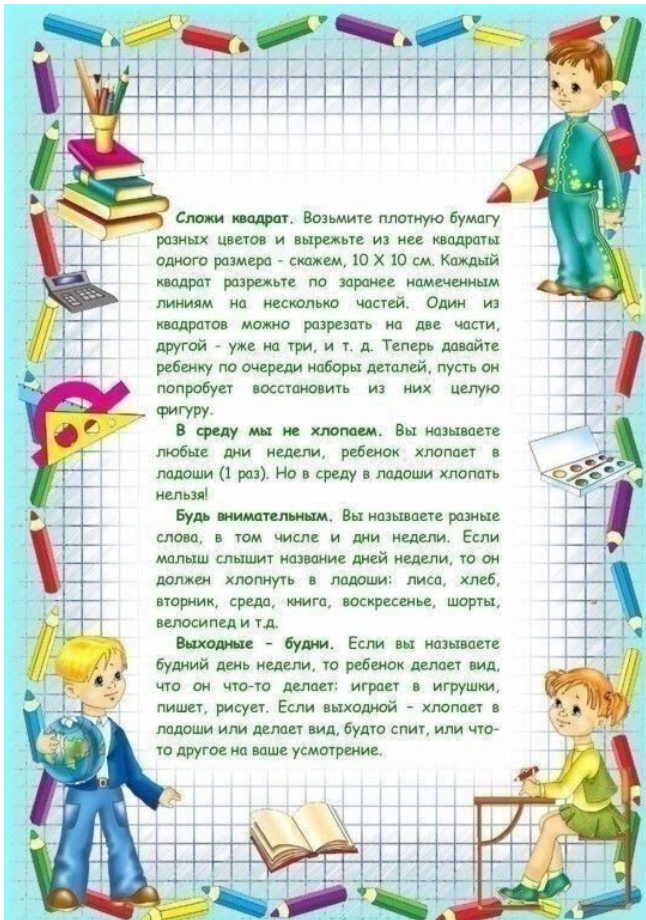 Сложи квадрат. Возьмите плотную бумагу
разных цветов и вырежьте из нее квадраты
одного размера - скажем, 10 Х 10 см. Каждый
квадрат разрежьте по заранее намеченным
линиям на несколько частей. Один из
квадратов можно разрезать на две части,
другой - уже на три, и т. д. Теперь давайте
ребенку по очереди наборы деталей, пусть он
попробует восстановить из них целую
фигуру.
В среду мы не хлопаем. Вы называете
любые дни недели, ребенок хлопает в
ладоши (1 раз). Но в среду в ладоши хлопать
нельзя!
Будь внимательным. Вы называете разные
слова, в том числе и дни недели. Если
малыш слышит название дней недели, то он
должен хлопнуть в ладоши: лиса, хлеб,
вторник, среда, книга, воскресенье, шорты,
велосипед и т.д.
Выходные – будни. Если вы называете
будний день недели, то ребенок делает вид,
что он что-то делает: играет в игрушки,
пишет, рисует. Если выходной – хлопает в
ладоши или делает вид, будто спит, или что-
то другое на ваше усмотрение.